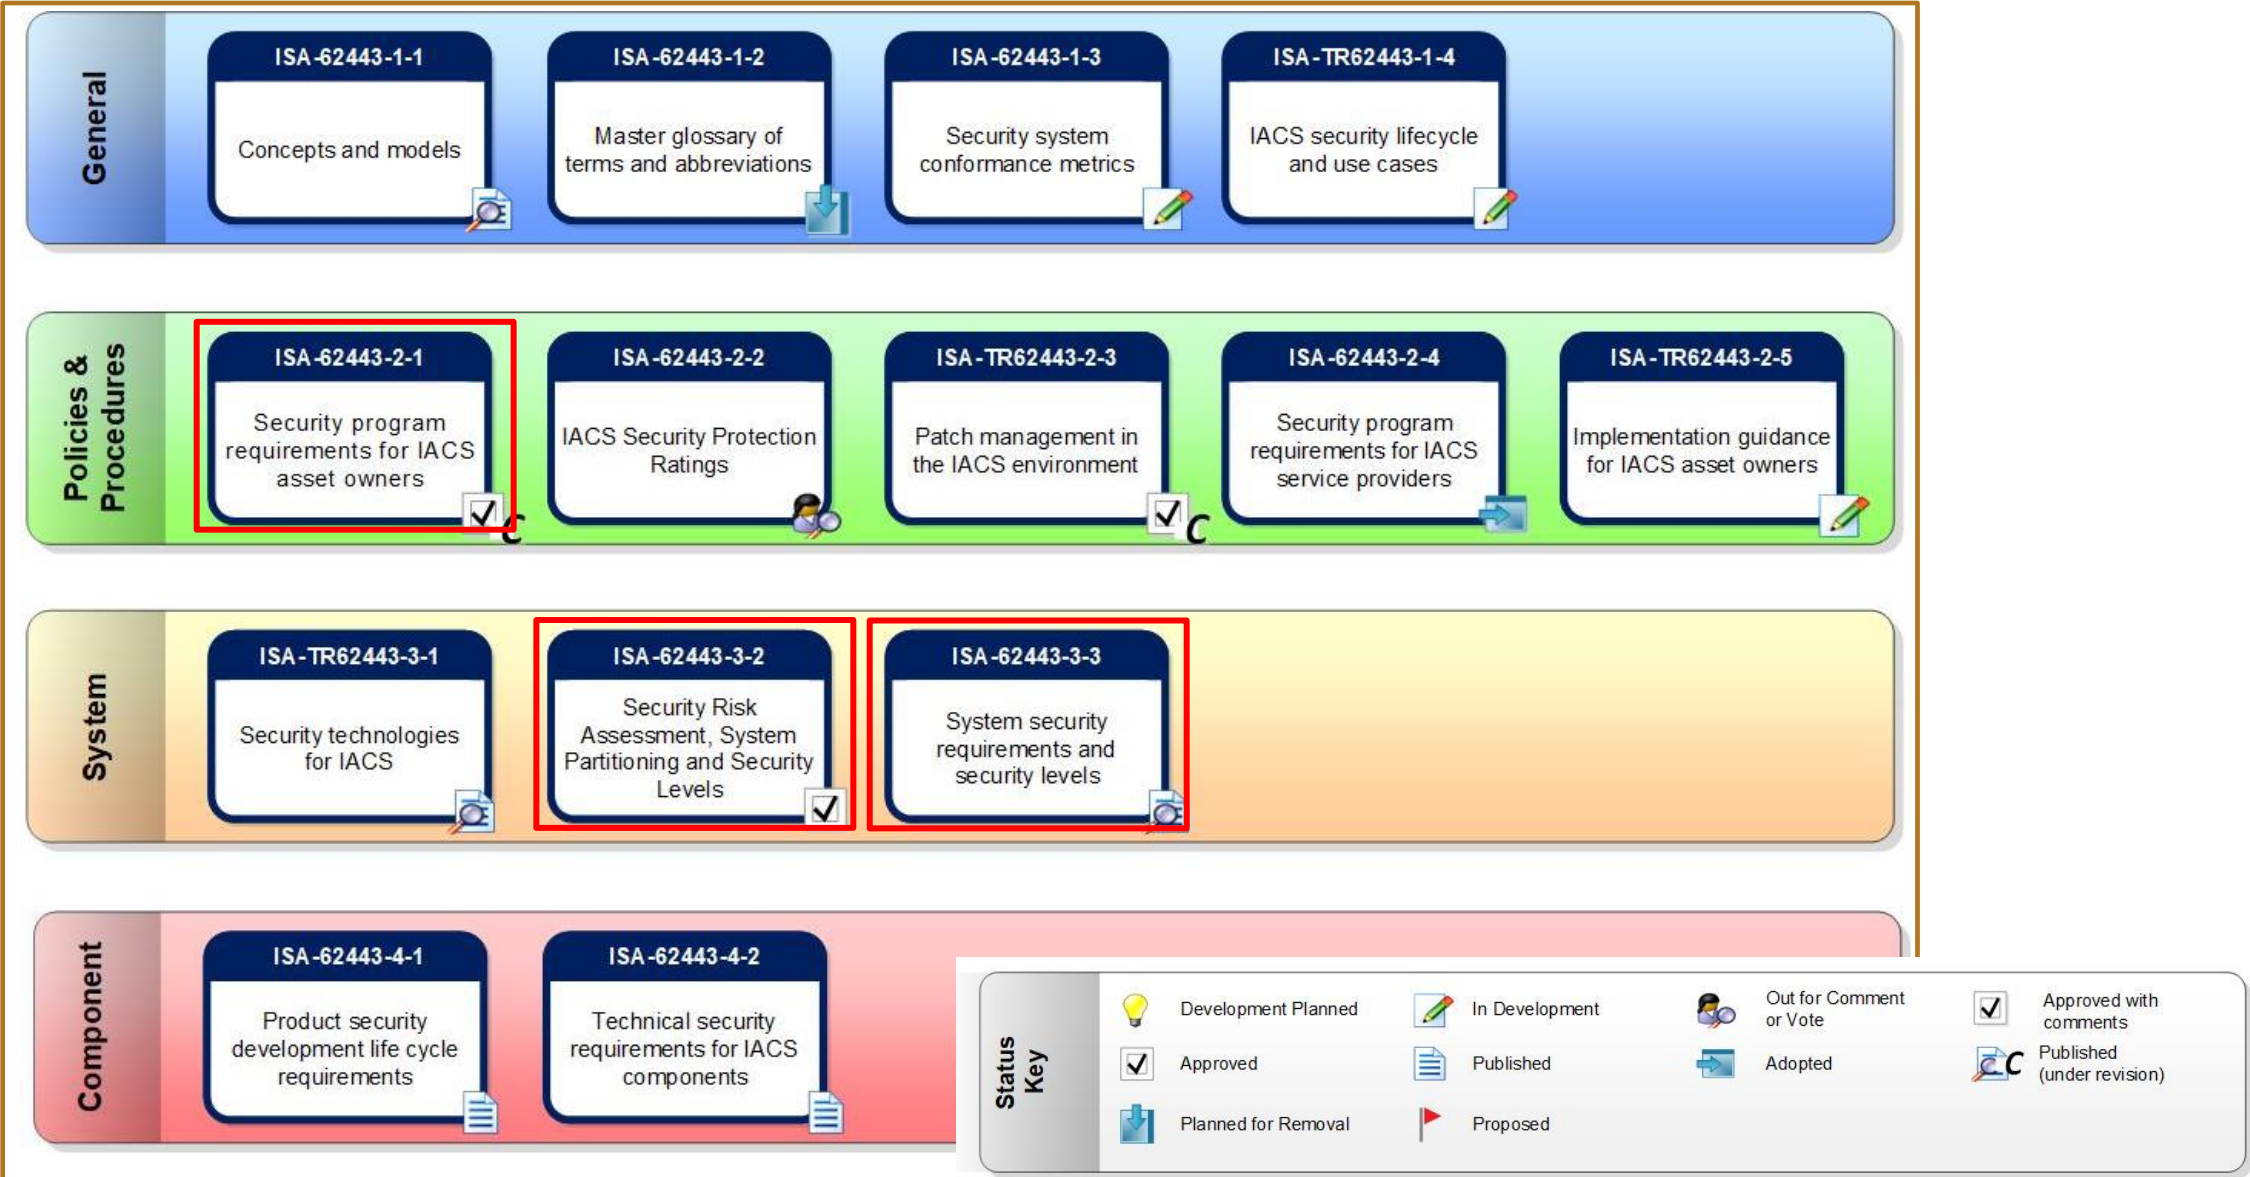 General
ISA-62443-1-1
Concepts and models
ISA-62443-1-2
Master glossary of
terms and abbreviations
ISA-62443-1-3
Security system
conformance metrics
ISA-TR62443-1-4
IACS security lifecycle
and use cases
Policies &
Procedures
ISA-62443-2-1
Security program
requirements for IACS
asset owners
C
ISA-62443-2-2
IACS Security Protection
Ratings
ISA-TR62443-2-3
Patch management in
the IACS environment
C
ISA-62443-2-4
Security program
requirements for IACS
service providers
ISA-TR62443-2-5
Implementation guidance
for IACS asset owners
System
ISA-TR62443-3-1
Security technologies
for IACS
ISA-62443-3-2
Security Risk
Assessment, System
Partitioning and Security
Levels
ISA-62443-3-3
System security
requirements and
security levels
Component
ISA-62443-4-1
Product security
development life cycle
requirements
ISA-62443-4-2
Technical security
requirements for IACS
components
Status
Key
Development Planned
In Development
Out for Comment
or Vote
Approved with
comments
Approved
Published
Adopted
C
Published
(under revision)
Planned for Removal
Proposed